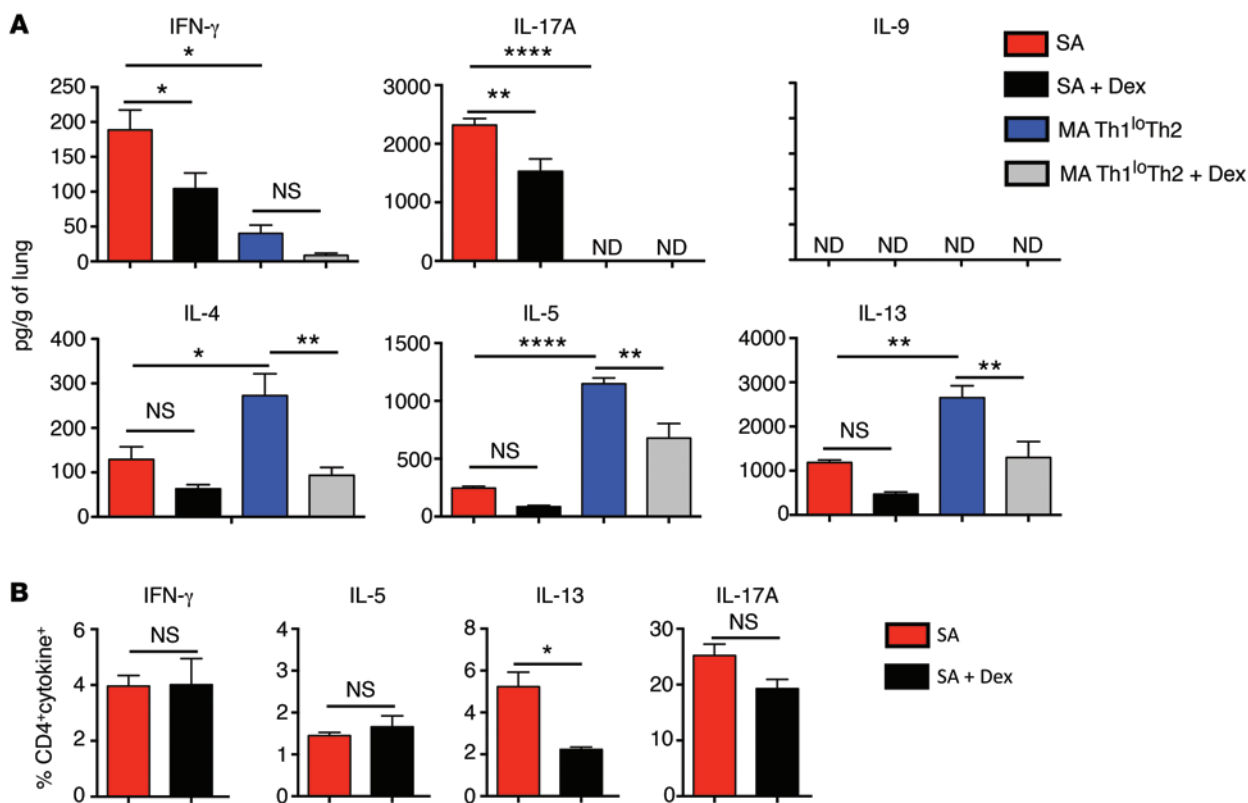 A
IFN-γ
IL-17A
IL-9
SA
SA + Dex
MA Th1loTh2
MA Th1loTh2 + Dex
pg/g of lung
250
200
150
100
50
0
*
*
NS
3000
2000
1000
0
****
**
ND
ND
ND
ND
ND
ND
IL-4
IL-5
IL-13
400
300
200
100
0
NS
*
**
1500
1000
500
0
NS
****
**
4000
3000
2000
1000
0
NS
**
**
B
IFN-γ
IL-5
IL-13
IL-17A
SA
SA + Dex
% CD4+cytokine+
6
4
2
0
NS
4
3
2
1
0
NS
8
6
4
2
0
*
30
20
10
0
NS